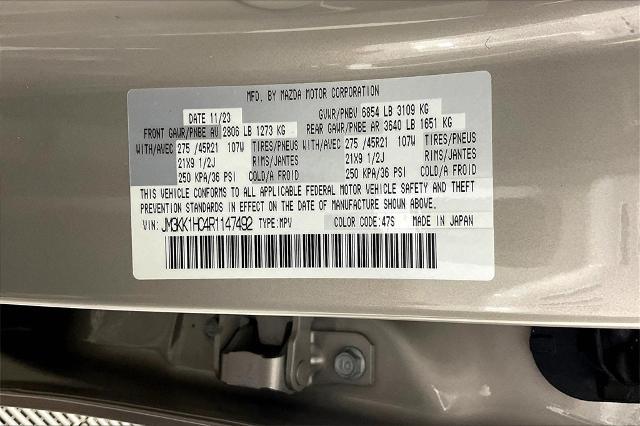 MFD. BY MAZDA MOTOR CORPORATION
DATE 11/23 GVWR/PNBV 6854 LB 3109 KG
FRONT GAWR/PNBE AV 2806 LB 1273 KG REAR GAWR/PNBE AR 3640 LB 1651 KG
WITH/AVEC 275 /45R21 107W TIRES/PNEUS WITH/AVEC 275 /45R21 107W TIRES/PNEUS
21X9 1/2J RIMS/JANTES 21X9 1/2J RIMS/JANTES
250 KPA/36 PSI COLD/A FROID 250 KPA/36 PSI COLD/A FROID
THIS VEHICLE CONFORMS TO ALL APPLICABLE FEDERAL MOTOR VEHICLE SAFETY AND THEFT
PREVENTION STANDARDS IN EFFECT ON THE DATE OF MANUFACTURE SHOWN ABOVE.
VIN: JM3KK1HC4R1147492 TYPE: MPV COLOR CODE: 47S MADE IN JAPAN